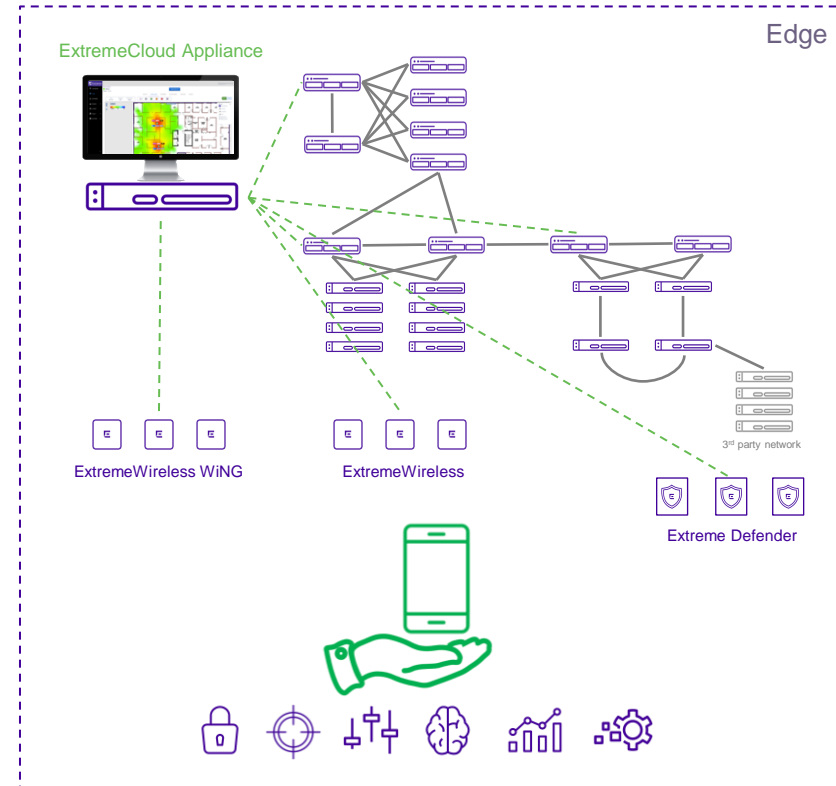 Edge
ExtremeCloud Appliance
3rd party network
ExtremeWireless WiNG
ExtremeWireless
Extreme Defender